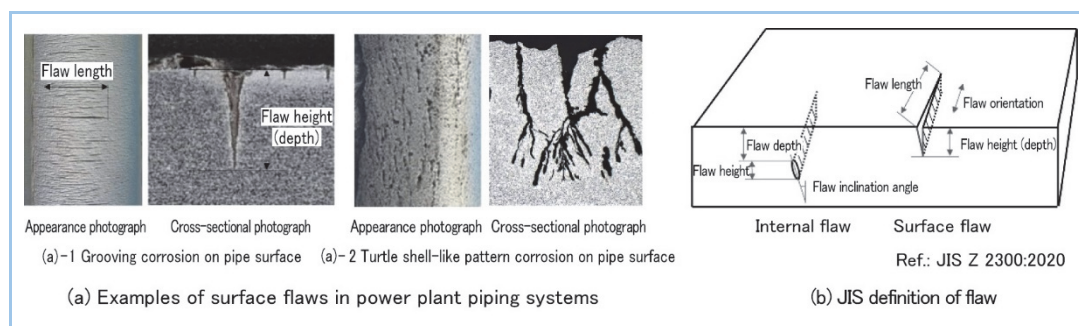 Flaw length
Flaw height
(depth)
Appearance photograph
Cross-sectional photograph
Appearance photograph
Cross-sectional photograph
(a)-1 Grooving corrosion on pipe surface
(a)-2 Turtle shell-like pattern corrosion on pipe surface
(a) Examples of surface flaws in power plant piping systems
Flaw length
Flaw orientation
Flaw depth
Flaw height
Flaw height (depth)
Flaw inclination angle
Internal flaw
Surface flaw
Ref.: JIS Z 2300:2020
(b) JIS definition of flaw